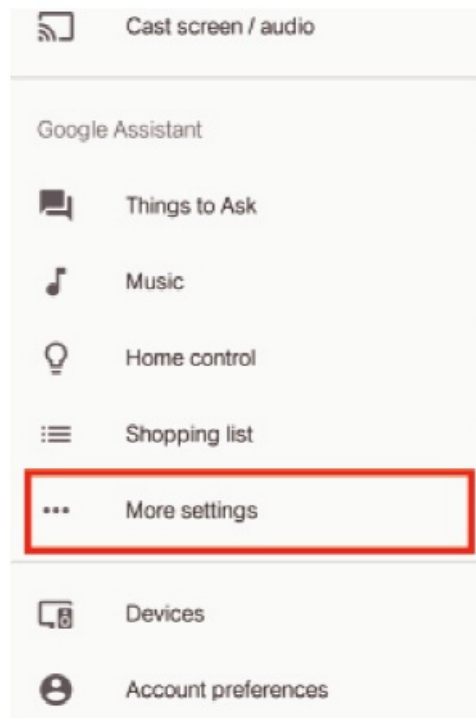 Cast screen / audio
Google Assistant
Things to Ask
Music
Home control
Shopping list
More settings
Devices
Account preferences